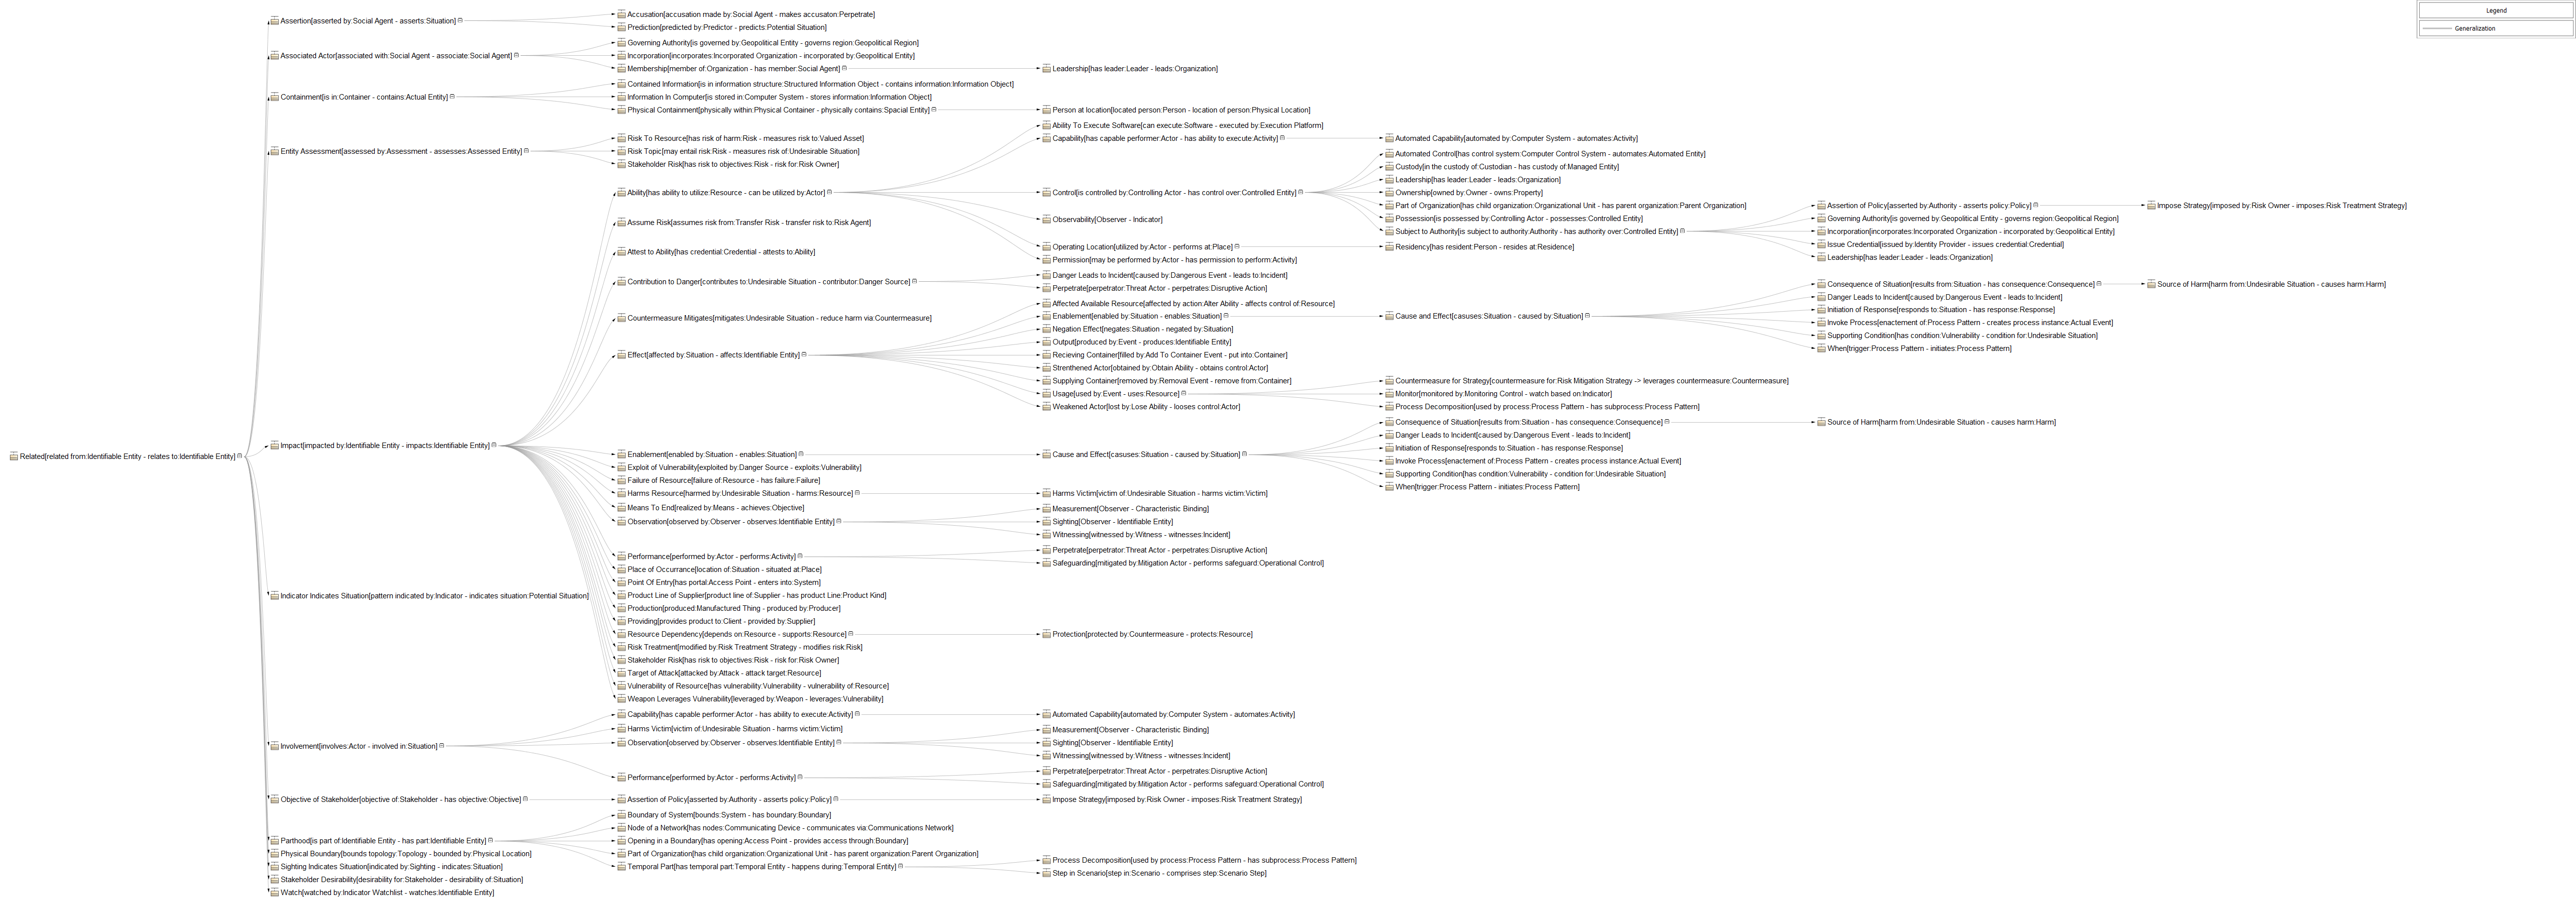 Legend
Generalization
Related[related from:Identifiable Entity - relates to:Identifiable Entity]
Assertion[asserted by:Social Agent - asserts:Situation]
Accusation[accusation made by:Social Agent - makes accusaton:Perpetrate]
Prediction[predicted by:Predictor - predicts:Potential Situation]
Associated Actor[associated with:Social Agent - associate:Social Agent]
Governing Authority[is governed by:Geopolitical Entity - governs region:Geopolitical Region]
Incorporation[incorporates:Incorporated Organization - incorporated by:Geopolitical Entity]
Membership[member of:Organization - has member:Social Agent]
Leadership[has leader:Leader - leads:Organization]
Containment[is in:Container - contains:Actual Entity]
Contained Information[is in information structure:Structured Information Object - contains information:Information Object]
Information In Computer[is stored in:Computer System - stores information:Information Object]
Physical Containment[physically within:Physical Container - physically contains:Spacial Entity]
Person at location[located person:Person - location of person:Physical Location]
Entity Assessment[assessed by:Assessment - assesses:Assessed Entity]
Risk To Resource[has risk of harm:Risk - measures risk to:Valued Asset]
Risk Topic[may entail risk:Risk - measures risk of:Undesirable Situation]
Stakeholder Risk[has risk to objectives:Risk - risk for:Risk Owner]
Impact[impacted by:Identifiable Entity - impacts:Identifiable Entity]
Ability[has ability to utilize:Resource - can be utilized by:Actor]
Ability To Execute Software[can execute:Software - executed by:Execution Platform]
Capability[has capable performer:Actor - has ability to execute:Activity]
Automated Capability[automated by:Computer System - automates:Activity]
Control[is controlled by:Controlling Actor - has control over:Controlled Entity]
Automated Control[has control system:Computer Control System - automates:Automated Entity]
Custody[in the custody of:Custodian - has custody of:Managed Entity]
Leadership[has leader:Leader - leads:Organization]
Ownership[owned by:Owner - owns:Property]
Part of Organization[has child organization:Organizational Unit - has parent organization:Parent Organization]
Possession[is possessed by:Controlling Actor - possesses:Controlled Entity]
Subject to Authority[is subject to authority:Authority - has authority over:Controlled Entity]
Assertion of Policy[asserted by:Authority - asserts policy:Policy]
Impose Strategy[imposed by:Risk Owner - imposes:Risk Treatment Strategy]
Governing Authority[is governed by:Geopolitical Entity - governs region:Geopolitical Region]
Incorporation[incorporates:Incorporated Organization - incorporated by:Geopolitical Entity]
Issue Credential[issued by:Identity Provider - issues credential:Credential]
Leadership[has leader:Leader - leads:Organization]
Observability[Observer - Indicator]
Operating Location[utilized by:Actor - performs at:Place]
Residency[has resident:Person - resides at:Residence]
Permission[may be performed by:Actor - has permission to perform:Activity]
Assume Risk[assumes risk from:Transfer Risk - transfer risk to:Risk Agent]
Attest to Ability[has credential:Credential - attests to:Ability]
Contribution to Danger[contributes to:Undesirable Situation - contributor:Danger Source]
Danger Leads to Incident[caused by:Dangerous Event - leads to:Incident]
Perpetrate[perpetrator:Threat Actor - perpetrates:Disruptive Action]
Countermeasure Mitigates[mitigates:Undesirable Situation - reduce harm via:Countermeasure]
Effect[affected by:Situation - affects:Identifiable Entity]
Affected Available Resource[affected by action:Alter Ability - affects control of:Resource]
Enablement[enabled by:Situation - enables:Situation]
Cause and Effect[casuses:Situation - caused by:Situation]
Consequence of Situation[results from:Situation - has consequence:Consequence]
Source of Harm[harm from:Undesirable Situation - causes harm:Harm]
Danger Leads to Incident[caused by:Dangerous Event - leads to:Incident]
Initiation of Response[responds to:Situation - has response:Response]
Invoke Process[enactement of:Process Pattern - creates process instance:Actual Event]
Supporting Condition[has condition:Vulnerability - condition for:Undesirable Situation]
When[trigger:Process Pattern - initiates:Process Pattern]
Negation Effect[negates:Situation - negated by:Situation]
Output[produced by:Event - produces:Identifiable Entity]
Recieving Container[filled by:Add To Container Event - put into:Container]
Strenthened Actor[obtained by:Obtain Ability - obtains control:Actor]
Supplying Container[removed by:Removal Event - remove from:Container]
Usage[used by:Event - uses:Resource]
Countermeasure for Strategy[countermeasure for:Risk Mitigation Strategy -> leverages countermeasure:Countermeasure]
Monitor[monitored by:Monitoring Control - watch based on:Indicator]
Process Decomposition[used by process:Process Pattern - has subprocess:Process Pattern]
Weakened Actor[lost by:Lose Ability - looses control:Actor]
Enablement[enabled by:Situation - enables:Situation]
Cause and Effect[casuses:Situation - caused by:Situation]
Consequence of Situation[results from:Situation - has consequence:Consequence]
Source of Harm[harm from:Undesirable Situation - causes harm:Harm]
Danger Leads to Incident[caused by:Dangerous Event - leads to:Incident]
Initiation of Response[responds to:Situation - has response:Response]
Invoke Process[enactement of:Process Pattern - creates process instance:Actual Event]
Supporting Condition[has condition:Vulnerability - condition for:Undesirable Situation]
When[trigger:Process Pattern - initiates:Process Pattern]
Exploit of Vulnerability[exploited by:Danger Source - exploits:Vulnerability]
Failure of Resource[failure of:Resource - has failure:Failure]
Harms Resource[harmed by:Undesirable Situation - harms:Resource]
Harms Victim[victim of:Undesirable Situation - harms victim:Victim]
Means To End[realized by:Means - achieves:Objective]
Observation[observed by:Observer - observes:Identifiable Entity]
Measurement[Observer - Characteristic Binding]
Sighting[Observer - Identifiable Entity]
Witnessing[witnessed by:Witness - witnesses:Incident]
Performance[performed by:Actor - performs:Activity]
Perpetrate[perpetrator:Threat Actor - perpetrates:Disruptive Action]
Safeguarding[mitigated by:Mitigation Actor - performs safeguard:Operational Control]
Place of Occurrance[location of:Situation - situated at:Place]
Point Of Entry[has portal:Access Point - enters into:System]
Product Line of Supplier[product line of:Supplier - has product Line:Product Kind]
Production[produced:Manufactured Thing - produced by:Producer]
Providing[provides product to:Client - provided by:Supplier]
Resource Dependency[depends on:Resource - supports:Resource]
Protection[protected by:Countermeasure - protects:Resource]
Risk Treatment[modified by:Risk Treatment Strategy - modifies risk:Risk]
Stakeholder Risk[has risk to objectives:Risk - risk for:Risk Owner]
Target of Attack[attacked by:Attack - attack target:Resource]
Vulnerability of Resource[has vulnerability:Vulnerability - vulnerability of:Resource]
Weapon Leverages Vulnerability[leveraged by:Weapon - leverages:Vulnerability]
Indicator Indicates Situation[pattern indicated by:Indicator - indicates situation:Potential Situation]
Involvement[involves:Actor - involved in:Situation]
Capability[has capable performer:Actor - has ability to execute:Activity]
Automated Capability[automated by:Computer System - automates:Activity]
Harms Victim[victim of:Undesirable Situation - harms victim:Victim]
Observation[observed by:Observer - observes:Identifiable Entity]
Measurement[Observer - Characteristic Binding]
Sighting[Observer - Identifiable Entity]
Witnessing[witnessed by:Witness - witnesses:Incident]
Performance[performed by:Actor - performs:Activity]
Perpetrate[perpetrator:Threat Actor - perpetrates:Disruptive Action]
Safeguarding[mitigated by:Mitigation Actor - performs safeguard:Operational Control]
Objective of Stakeholder[objective of:Stakeholder - has objective:Objective]
Assertion of Policy[asserted by:Authority - asserts policy:Policy]
Impose Strategy[imposed by:Risk Owner - imposes:Risk Treatment Strategy]
Parthood[is part of:Identifiable Entity - has part:Identifiable Entity]
Boundary of System[bounds:System - has boundary:Boundary]
Node of a Network[has nodes:Communicating Device - communicates via:Communications Network]
Opening in a Boundary[has opening:Access Point - provides access through:Boundary]
Part of Organization[has child organization:Organizational Unit - has parent organization:Parent Organization]
Temporal Part[has temporal part:Temporal Entity - happens during:Temporal Entity]
Process Decomposition[used by process:Process Pattern - has subprocess:Process Pattern]
Step in Scenario[step in:Scenario - comprises step:Scenario Step]
Physical Boundary[bounds topology:Topology - bounded by:Physical Location]
Sighting Indicates Situation[indicated by:Sighting - indicates:Situation]
Stakeholder Desirability[desirability for:Stakeholder - desirability of:Situation]
Watch[watched by:Indicator Watchlist - watches:Identifiable Entity]